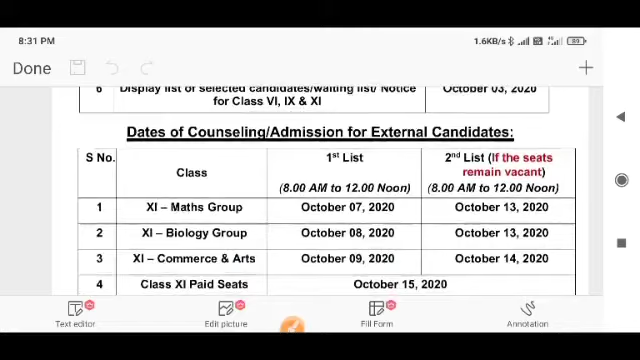 8:31 PM 1.6KB/s 89
Done
6 Display list of selected candidates/waiting list/ Notice for Class VI, IX & XI October 03, 2020
Dates of Counseling/Admission for External Candidates:
S No. Class 1st List (8.00 AM to 12.00 Noon) 2nd List (If the seats remain vacant) (8.00 AM to 12.00 Noon)
1 XI – Maths Group October 07, 2020 October 13, 2020
2 XI – Biology Group October 08, 2020 October 13, 2020
3 XI – Commerce & Arts October 09, 2020 October 14, 2020
4 Class XI Paid Seats October 15, 2020
Text editor Edit picture Fill Form Annotation